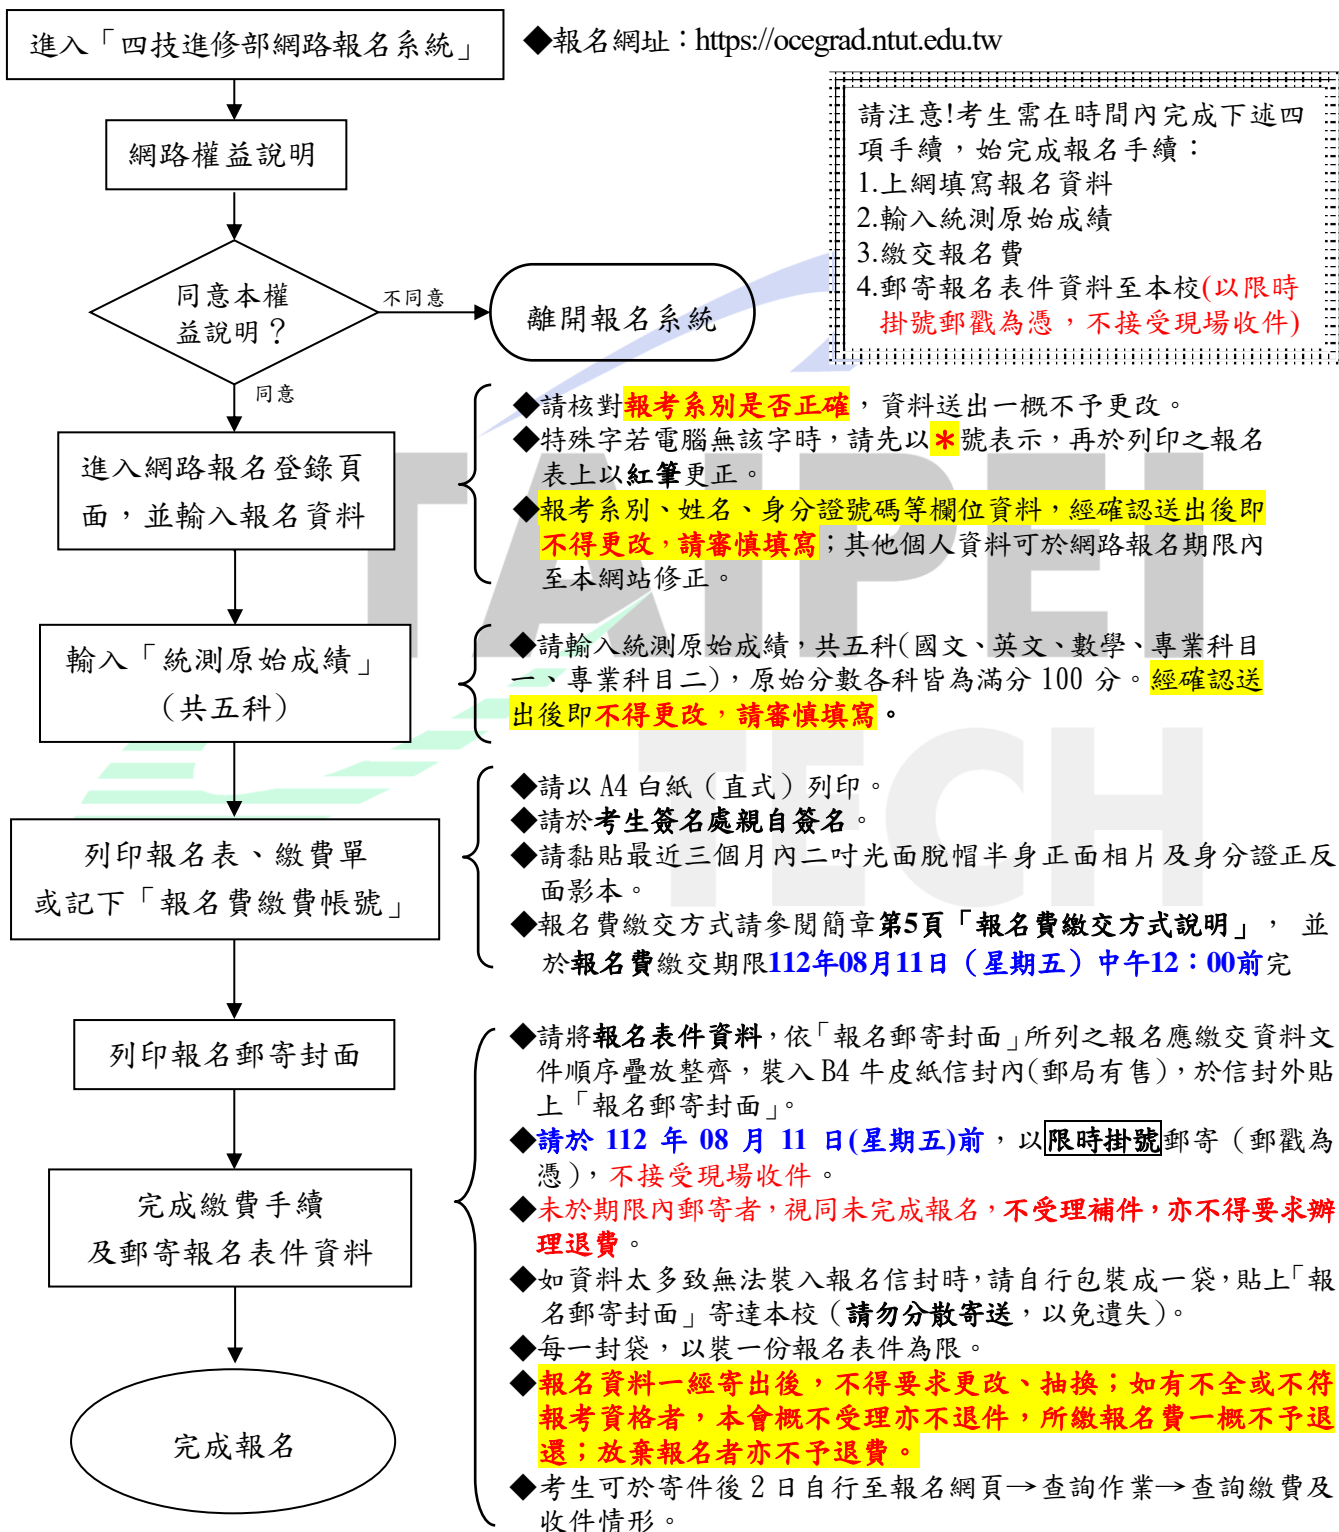 進入「四技進修部網路報名系統」
◆報名網址：https://ocegrad.ntut.edu.tw
請注意!考生需在時間內完成下述四
項手續，始完成報名手續：
1.上網填寫報名資料
2.輸入統測原始成績
3.繳交報名費
4.郵寄報名表件資料至本校(以限時
掛號郵戳為憑，不接受現場收件)
網路權益說明
同意本權
益說明？
不同意
離開報名系統
同意
進入網路報名登錄頁
面，並輸入報名資料
◆請核對報考系別是否正確，資料送出一概不予更改。
◆特殊字若電腦無該字時，請先以＊號表示，再於列印之報名
表上以紅筆更正。
◆報考系別、姓名、身分證號碼等欄位資料，經確認送出後即
不得更改，請審慎填寫；其他個人資料可於網路報名期限內
至本網站修正。
輸入「統測原始成績」
（共五科）
◆請輸入統測原始成績，共五科(國文、英文、數學、專業科目
一、專業科目二)，原始分數各科皆為滿分 100 分。經確認送
出後即不得更改，請審慎填寫。
列印報名表、繳費單
或記下「報名費繳費帳號」
◆請以 A4 白紙（直式）列印。
◆請於考生簽名處親自簽名。
◆請黏貼最近三個月內二吋光面脫帽半身正面相片及身分證正反
面影本。
◆報名費繳交方式請參閱簡章第5頁「報名費繳交方式說明」， 並
於報名費繳交期限112年08月11日（星期五）中午12：00前完
列印報名郵寄封面
◆請將報名表件資料，依「報名郵寄封面」所列之報名應繳交資料文
件順序疊放整齊，裝入 B4 牛皮紙信封內(郵局有售)，於信封外貼
上「報名郵寄封面」。
◆請於 112 年 08 月 11 日(星期五)前，以限時掛號郵寄（郵戳為
憑），不接受現場收件。
◆未於期限內郵寄者，視同未完成報名，不受理補件，亦不得要求辦
理退費。
◆如資料太多致無法裝入報名信封時，請自行包裝成一袋，貼上「報
名郵寄封面」寄達本校（請勿分散寄送，以免遺失）。
◆每一封袋，以裝一份報名表件為限。
◆報名資料一經寄出後，不得要求更改、抽換；如有不全或不符
報考資格者，本會概不受理亦不退件，所繳報名費一概不予退
還；放棄報名者亦不予退費。
◆考生可於寄件後 2 日自行至報名網頁→查詢作業→查詢繳費及
收件情形。
完成繳費手續
及郵寄報名表件資料
完成報名
TAIPEI
TECH